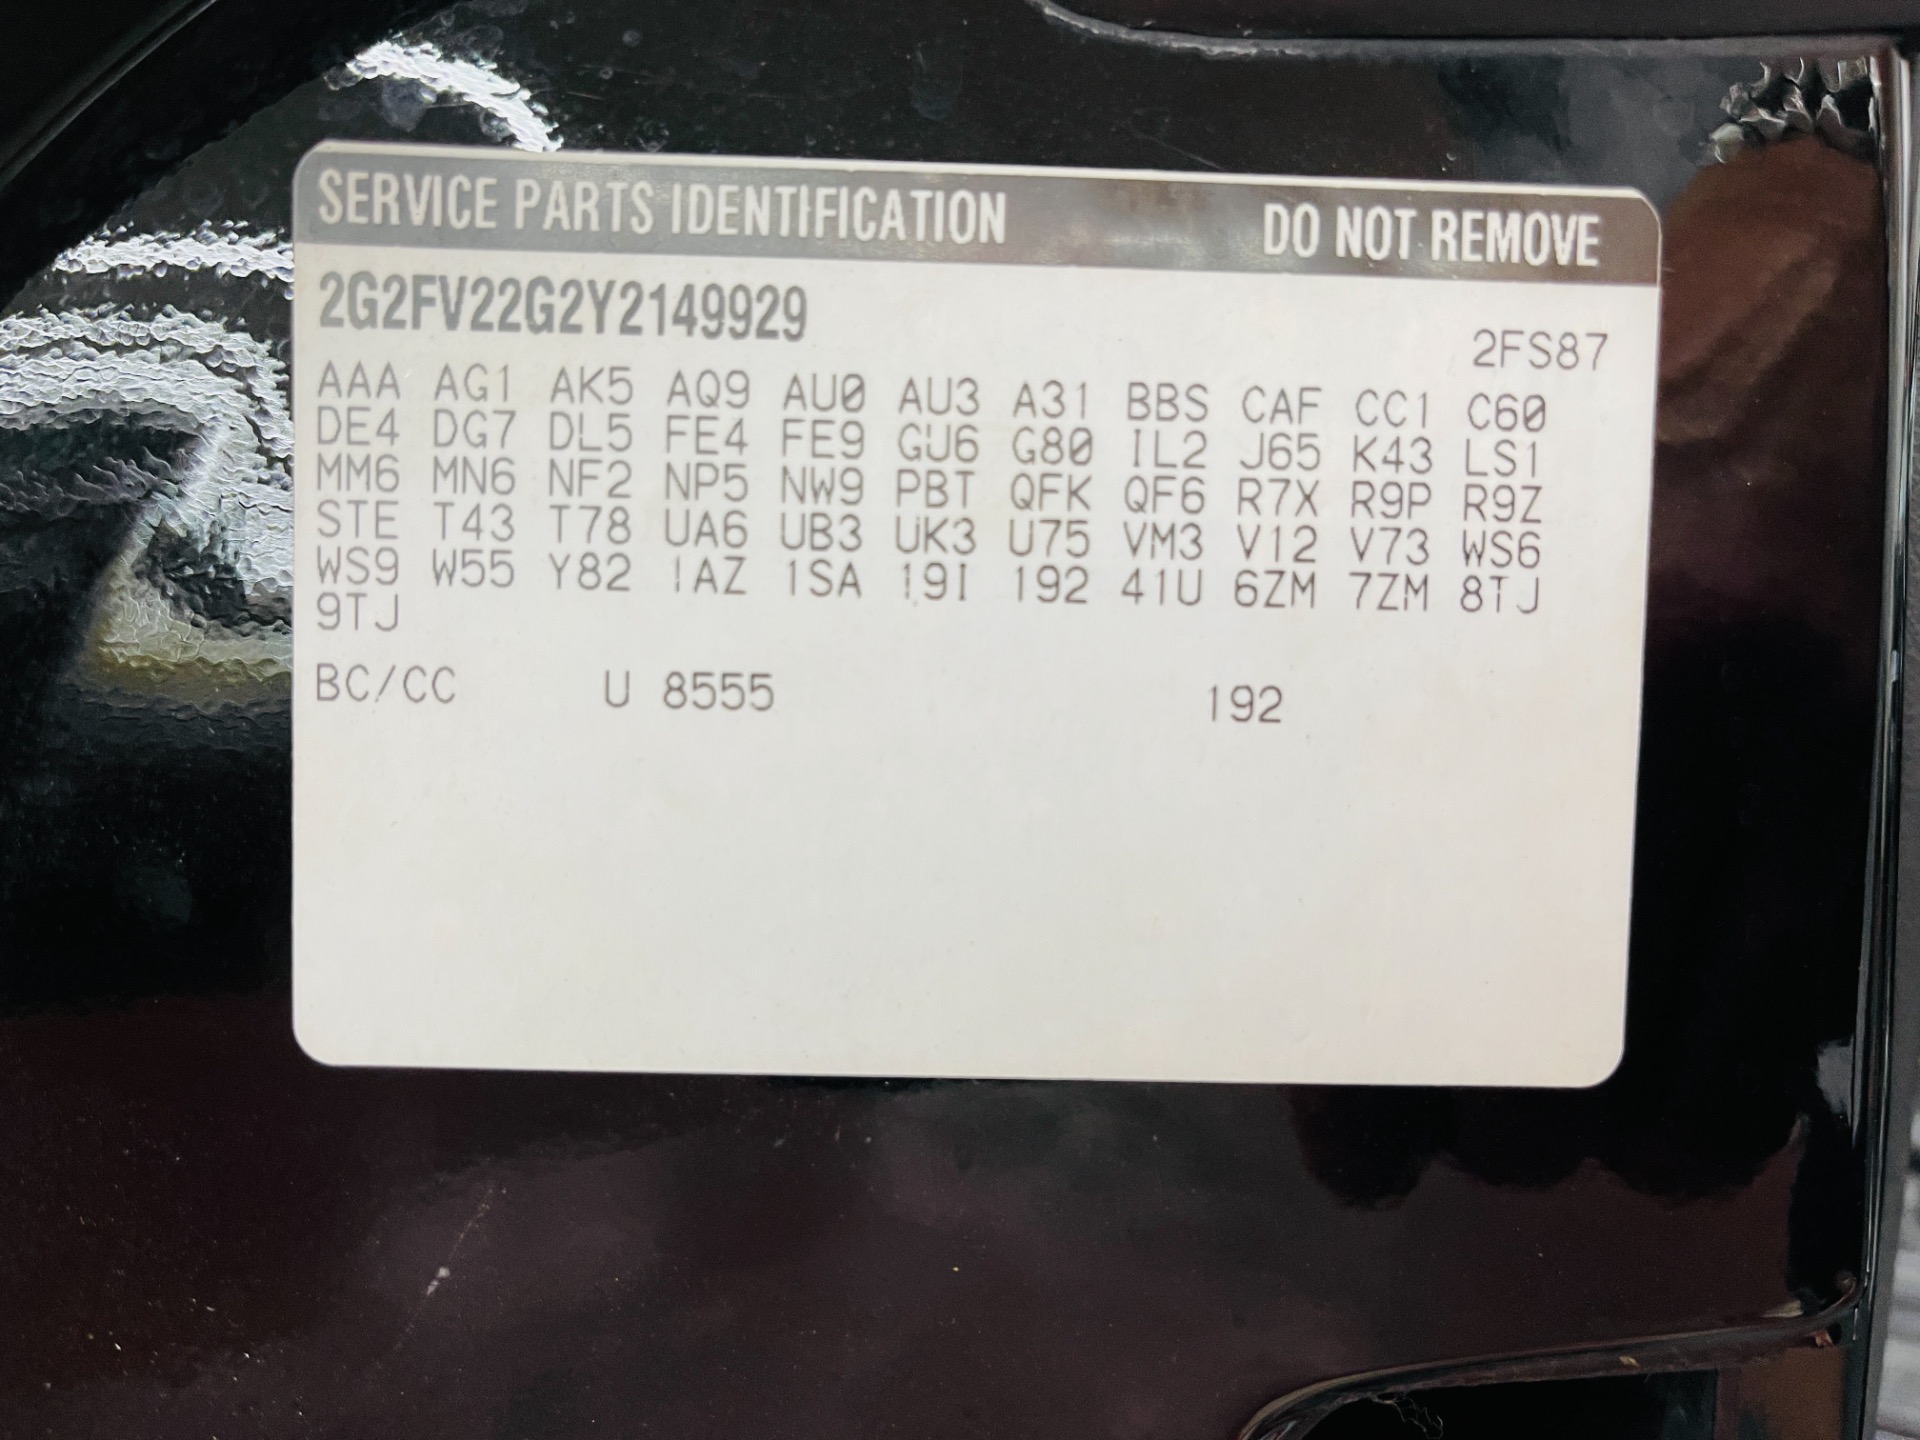 SERVICE PARTS IDENTIFICATION DO NOT REMOVE
2G2FV22G2Y2149929
2FS87
AAA AG1 AK5 AQ9 AU0 AU3 A31 BBS CAF CC1 C60
DE4 DG7 DL5 FE4 FE9 GU6 G80 IL2 J65 K43 LS1
MM6 MN6 NF2 NP5 NW9 PBT QFK QF6 R7X R9P R9Z
STE T43 T78 UA6 UB3 UK3 U75 VM3 V12 V73 WS6
WS9 W55 Y82 1AZ 1SA 19I 192 41U 6ZM 7ZM 8TJ
9TJ
BC/CC U 8555 192